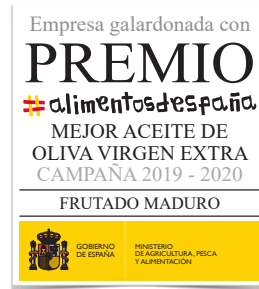 Empresa galardonada con
PREMIO
#alimentosdespaña
MEJOR ACEITE DE
OLIVA VIRGEN EXTRA
CAMPAÑA 2019 - 2020
FRUTADO MADURO
GOBIERNO
DE ESPAÑA
MINISTERIO
DE AGRICULTURA, PESCA
Y ALIMENTACIÓN